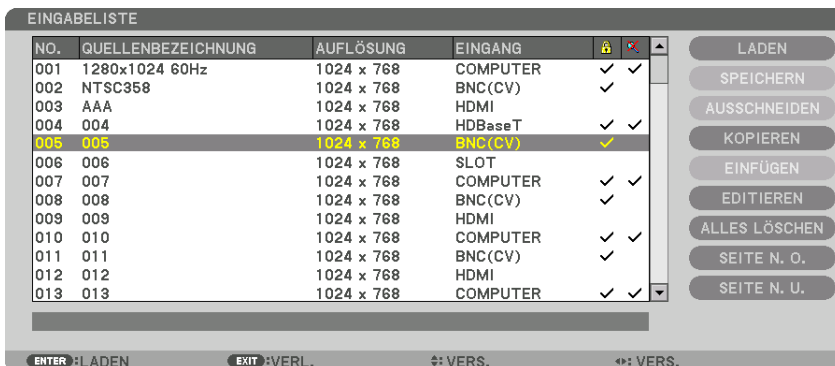 EINGABELISTE
NO. QUELLENBEZEICHNUNG AUFLÖSUNG EINGANG
001 1280x1024 60Hz 1024 x 768 COMPUTER ✓ ✓
002 NTSC358 1024 x 768 BNC(CV) ✓
003 AAA 1024 x 768 HDMI
004 004 1024 x 768 HDBaseT ✓ ✓
005 005 1024 x 768 BNC(CV) ✓
006 006 1024 x 768 SLOT
007 007 1024 x 768 COMPUTER ✓ ✓
008 008 1024 x 768 BNC(CV) ✓
009 009 1024 x 768 HDMI
010 010 1024 x 768 COMPUTER ✓ ✓
011 011 1024 x 768 BNC(CV) ✓
012 012 1024 x 768 HDMI
013 013 1024 x 768 COMPUTER ✓ ✓
LADEN
SPEICHERN
AUSSCHNEIDEN
KOPIEREN
EINFÜGEN
EDITIEREN
ALLES LÖSCHEN
SEITE N. O.
SEITE N. U.
ENTER :LADEN EXIT :VERL. :VERS. :VERS.